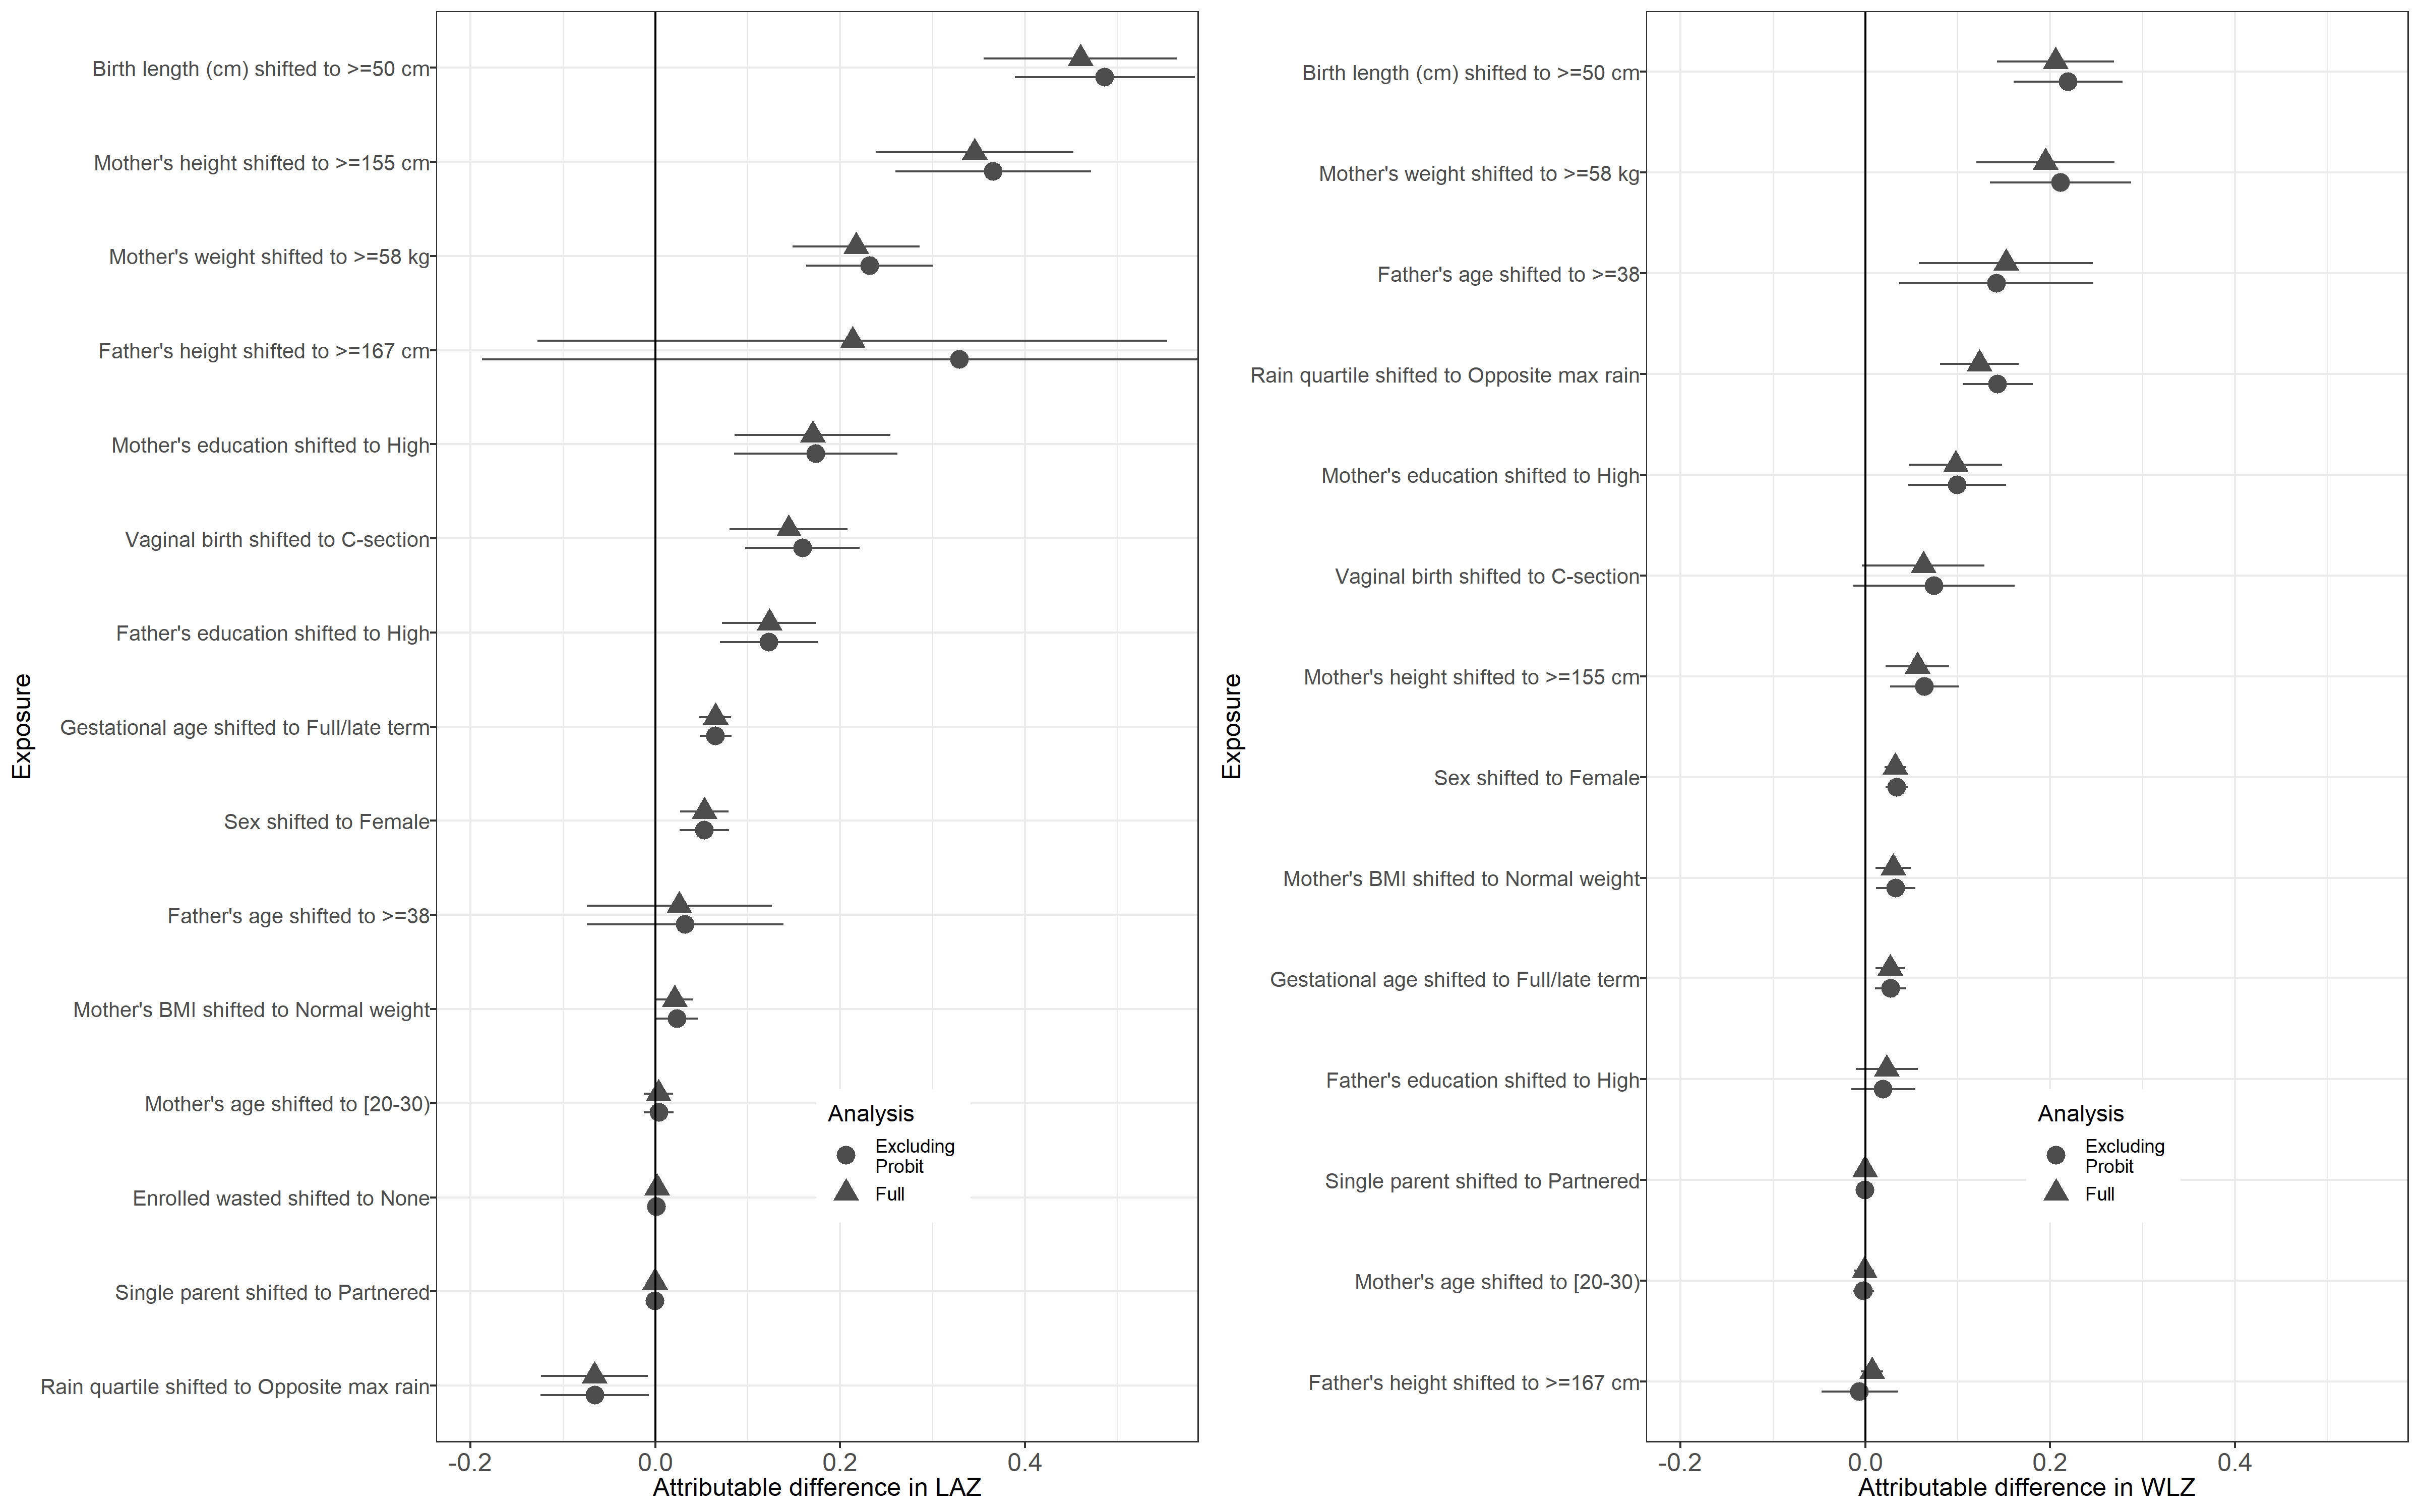 Exposure
Birth length (cm) shifted to >=50 cm
Mother's height shifted to >=155 cm
Mother's weight shifted to >=58 kg
Father's height shifted to >=167 cm
Mother's education shifted to High
Vaginal birth shifted to C-section
Father's education shifted to High
Gestational age shifted to Full/late term
Sex shifted to Female
Father's age shifted to >=38
Mother's BMI shifted to Normal weight
Mother's age shifted to [20-30)
Enrolled wasted shifted to None
Single parent shifted to Partnered
Rain quartile shifted to Opposite max rain
Analysis
Excluding
Probit
Full
-0.2 0.0 0.2 0.4
Attributable difference in LAZ
Exposure
Birth length (cm) shifted to >=50 cm
Mother's weight shifted to >=58 kg
Father's age shifted to >=38
Rain quartile shifted to Opposite max rain
Mother's education shifted to High
Vaginal birth shifted to C-section
Mother's height shifted to >=155 cm
Sex shifted to Female
Mother's BMI shifted to Normal weight
Gestational age shifted to Full/late term
Father's education shifted to High
Single parent shifted to Partnered
Mother's age shifted to [20-30)
Father's height shifted to >=167 cm
Analysis
Excluding
Probit
Full
-0.2 0.0 0.2 0.4
Attributable difference in WLZ